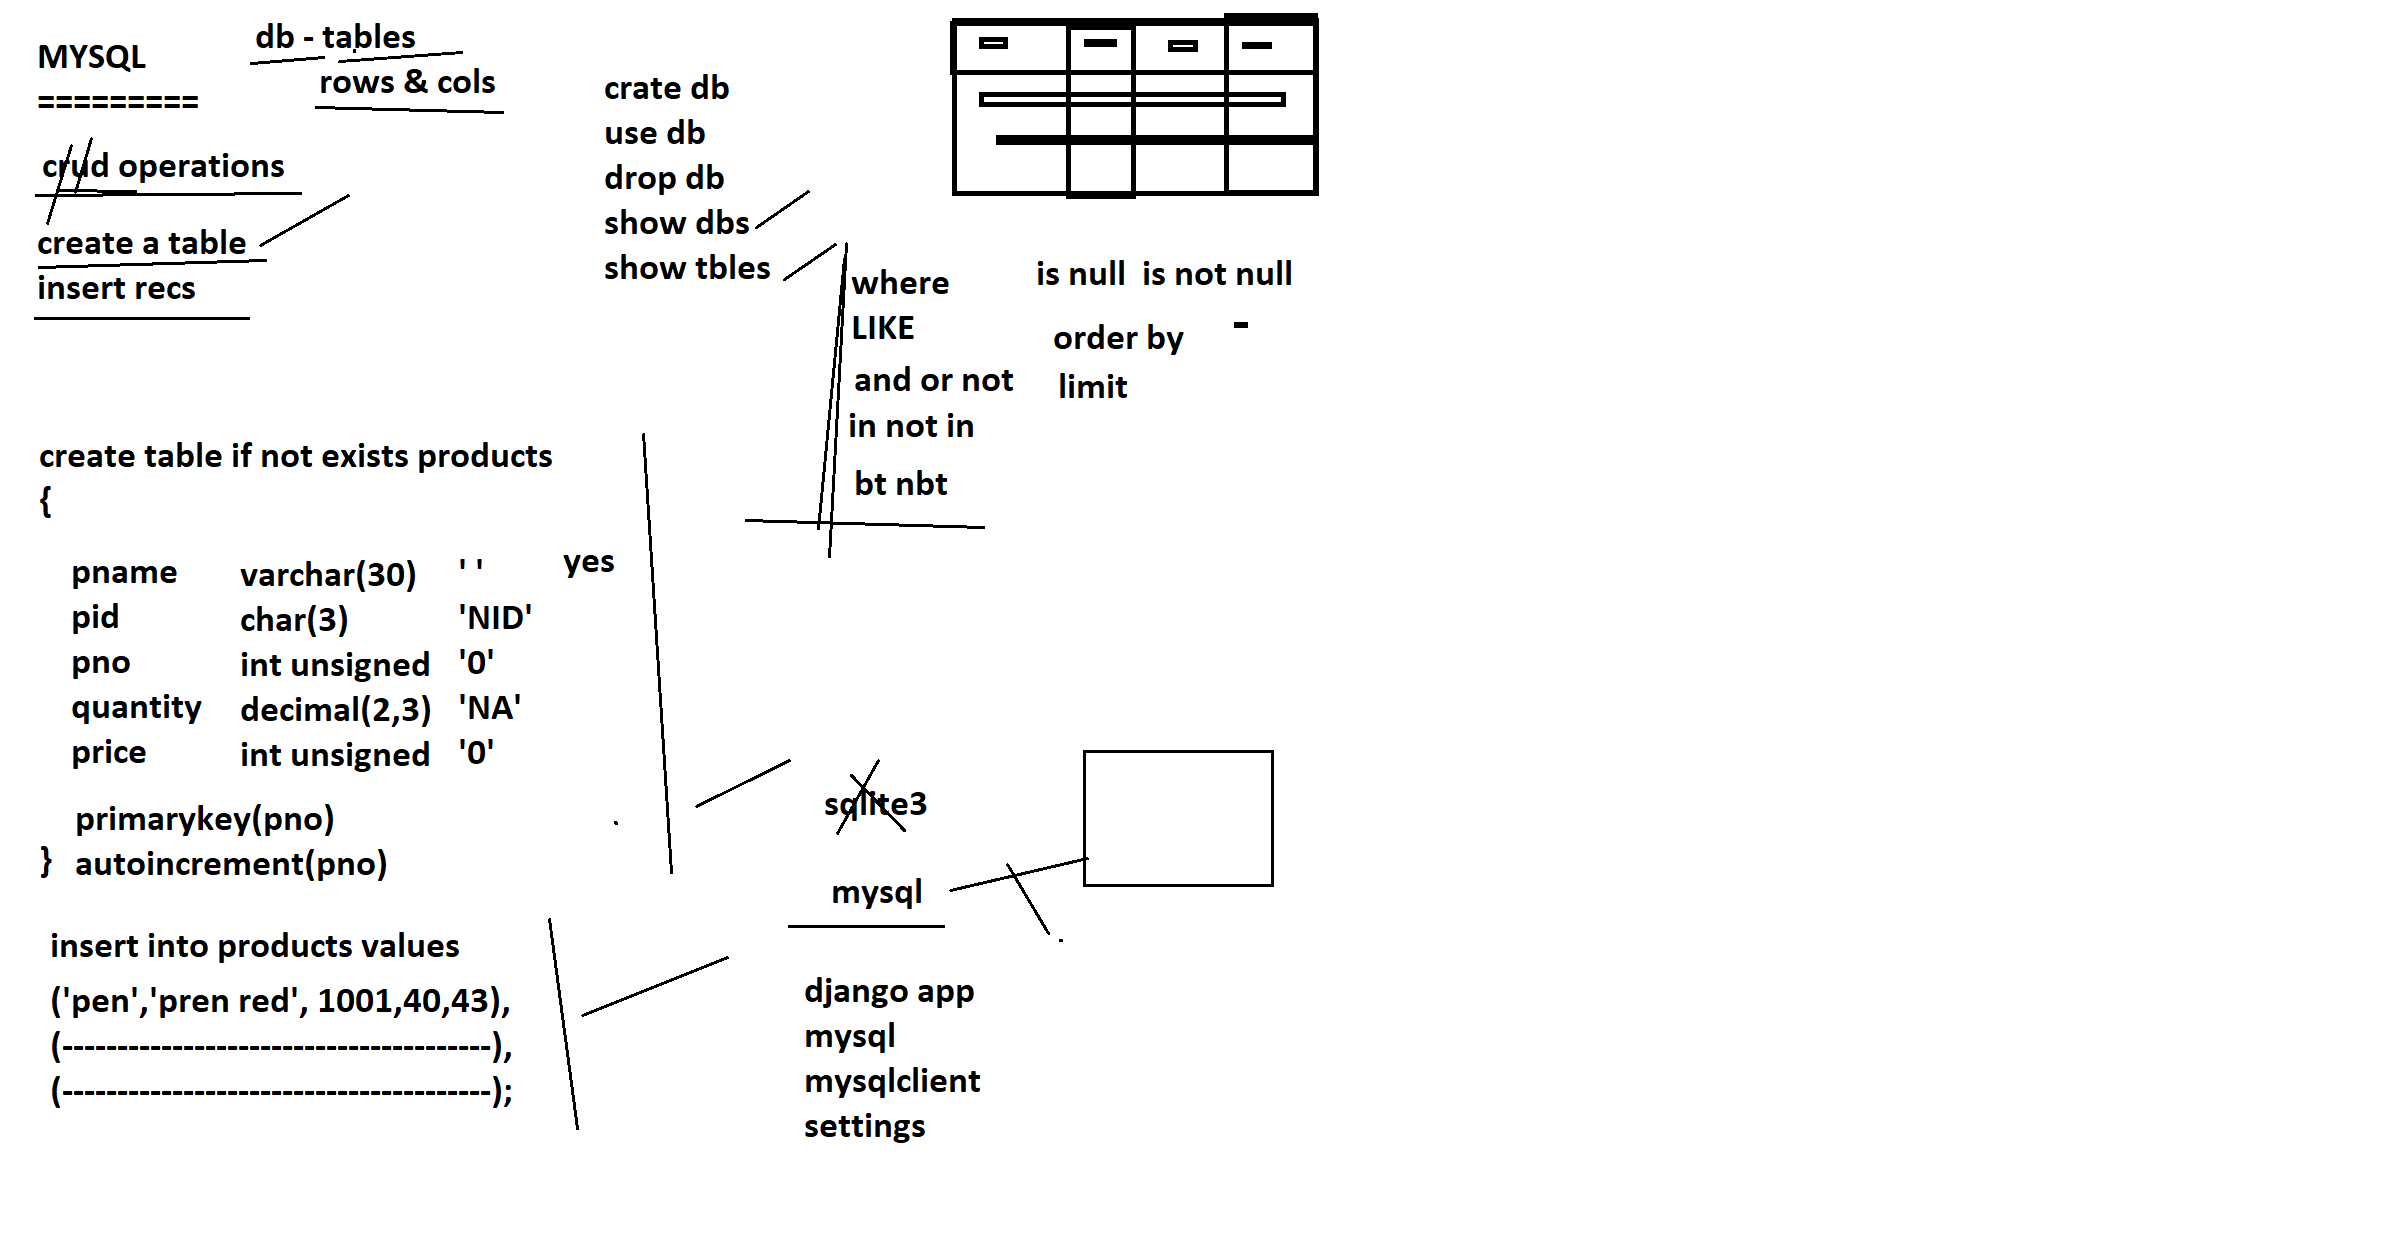 MYSQL
=========
db - tables
rows & cols
crud operations
create a table
insert recs
crate db
use db
drop db
show dbs
show tbles
where
LIKE
and or not
in not in
bt nbt
is null  is not null
order by
limit
create table if not exists products
{
pname varchar(30) ' ' yes
pid char(3) 'NID'
pno int unsigned '0'
quantity decimal(2,3) 'NA'
price int unsigned '0'
primarykey(pno)
} autoincrement(pno)
insert into products values
('pen','pren red', 1001,40,43),
(---------------------------------------),
(---------------------------------------);
sqlite3
mysql
django app
mysql
mysqlclient
settings